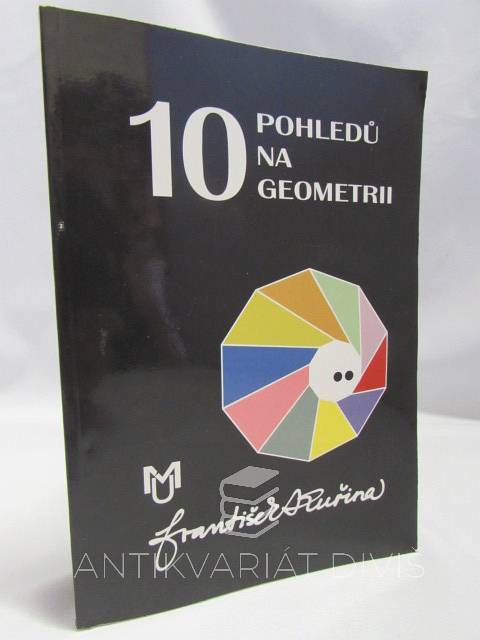 10
POHLEDŮ
NA
GEOMETRII
MU
František Kuřina
ANTIKVARIÁT DIVIŠ